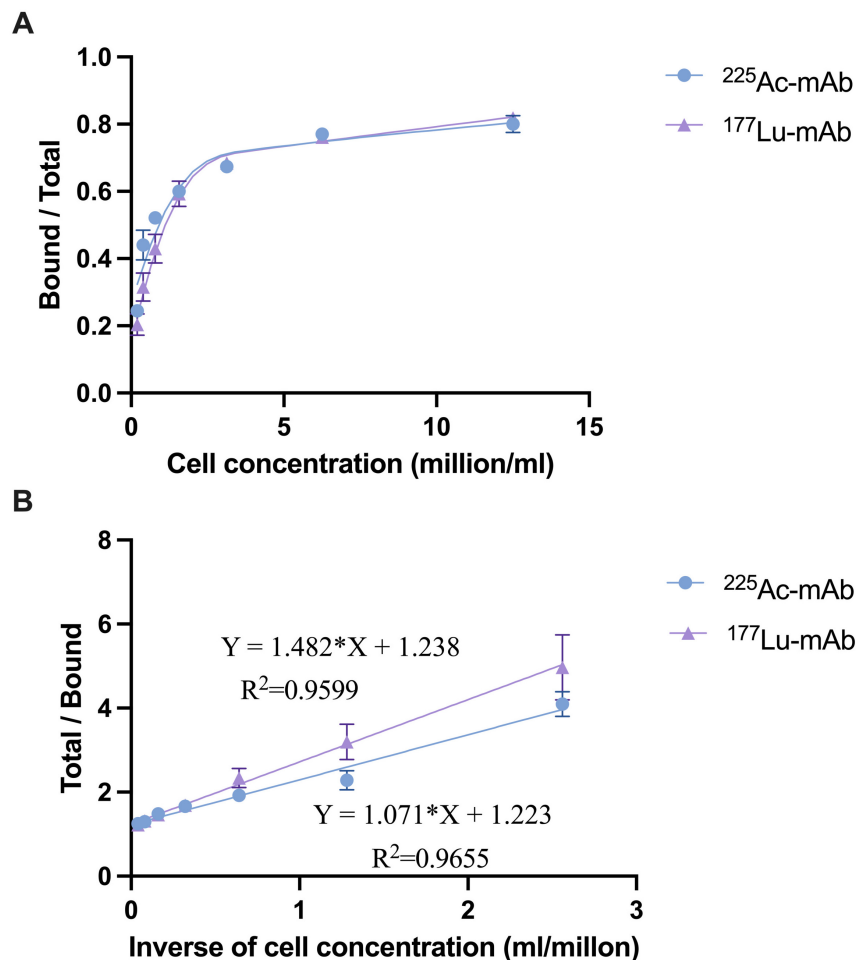 A
1.0
0.8
0.6
0.4
0.2
0.0
Bound / Total
0 5 10 15
Cell concentration (million/ml)
225Ac-mAb
177Lu-mAb
B
8
6
4
2
0
Total / Bound
Y = 1.482*X + 1.238
R2=0.9599
Y = 1.071*X + 1.223
R2=0.9655
0 1 2 3
Inverse of cell concentration (ml/millon)
225Ac-mAb
177Lu-mAb